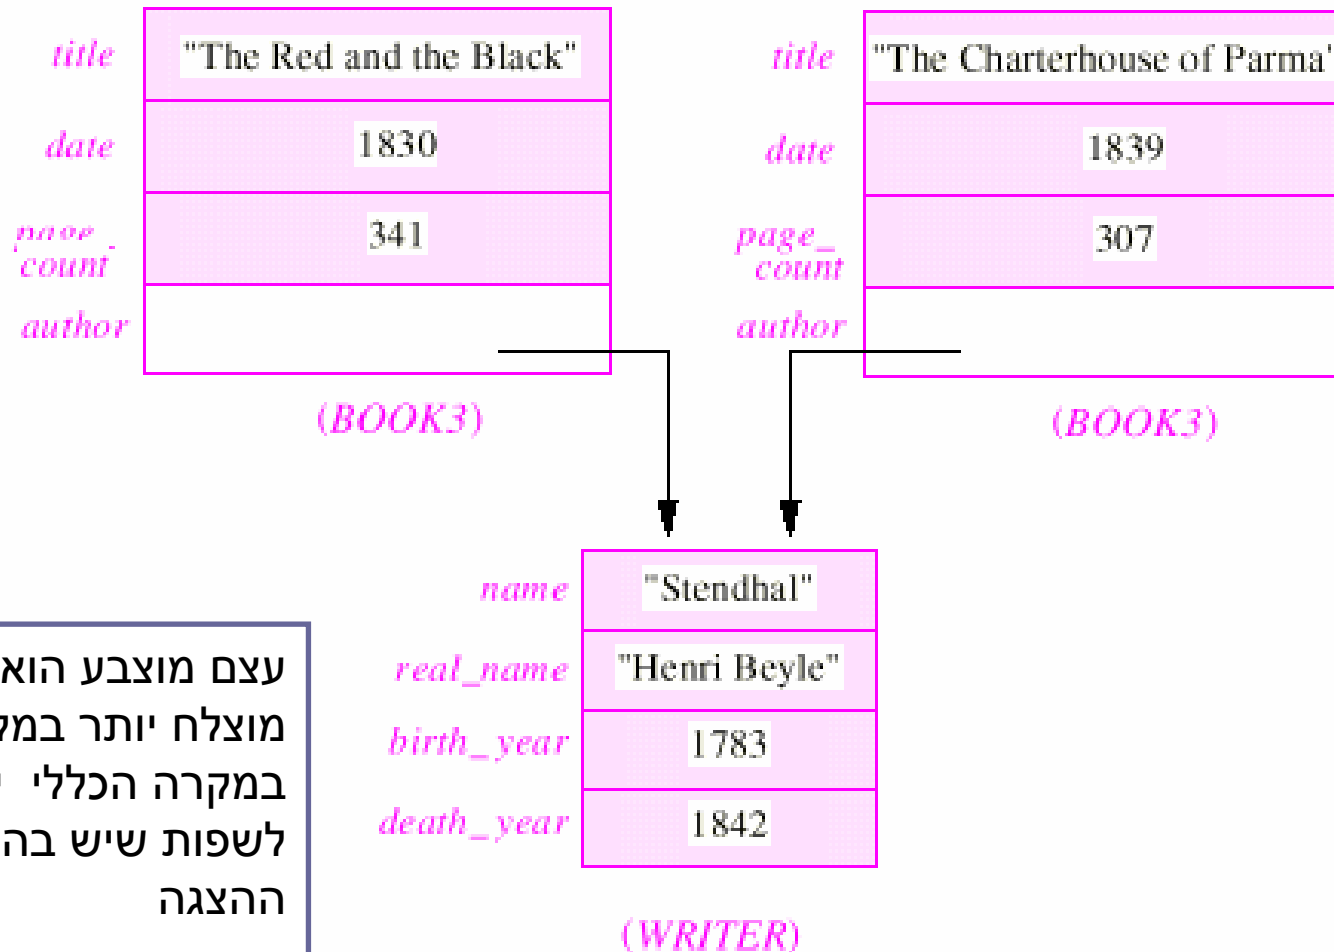 title "The Red and the Black"
date 1830
page_
count 341
author
(BOOK3)
title "The Charterhouse of Parma"
date 1839
page_
count 307
author
(BOOK3)
name "Stendhal"
real_name "Henri Beyle"
birth_year 1783
death_year 1842
(WRITER)
עצם מוצבע הוא
מוצלח יותר
במקרה הכללי
לשפות שיש
ההצגה